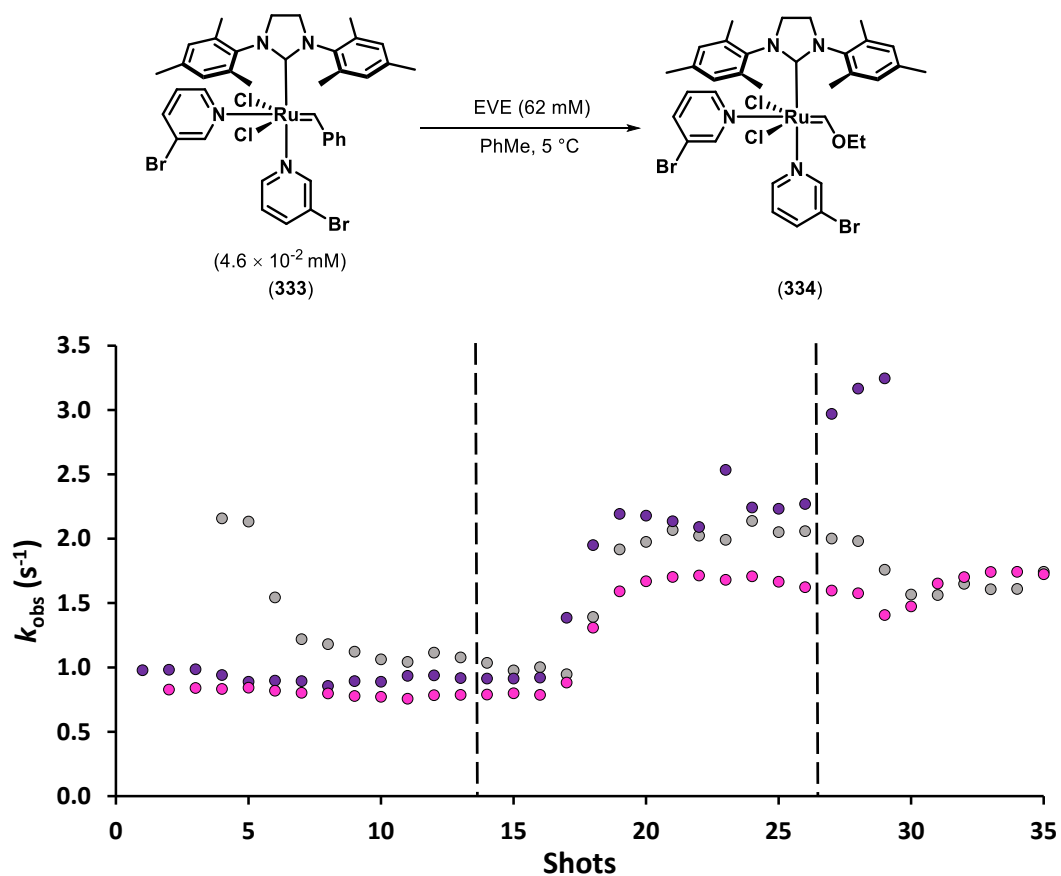 N N
Cl
N Ru
Cl Ph
Br
N
Br
(4.6 × 10⁻² mM)
(333)
EVE (62 mM)
PhMe, 5 °C
N N
Cl
N Ru
Cl OEt
Br
N
Br
(334)
3.5
3.0
2.5
2.0
1.5
1.0
0.5
0.0
kobs (s⁻¹)
0 5 10 15 20 25 30 35
Shots